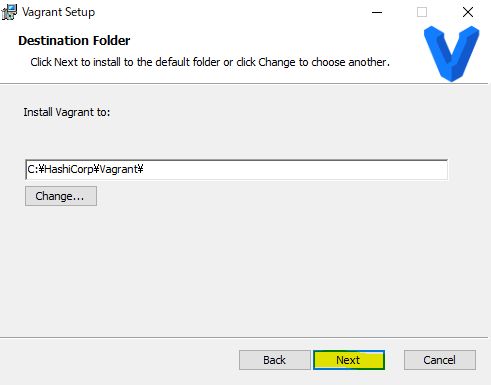 Vagrant Setup
Destination Folder
Click Next to install to the default folder or click Change to choose another.
Install Vagrant to:
C:¥HashiCorp¥Vagrant¥
Change...
Back
Next
Cancel